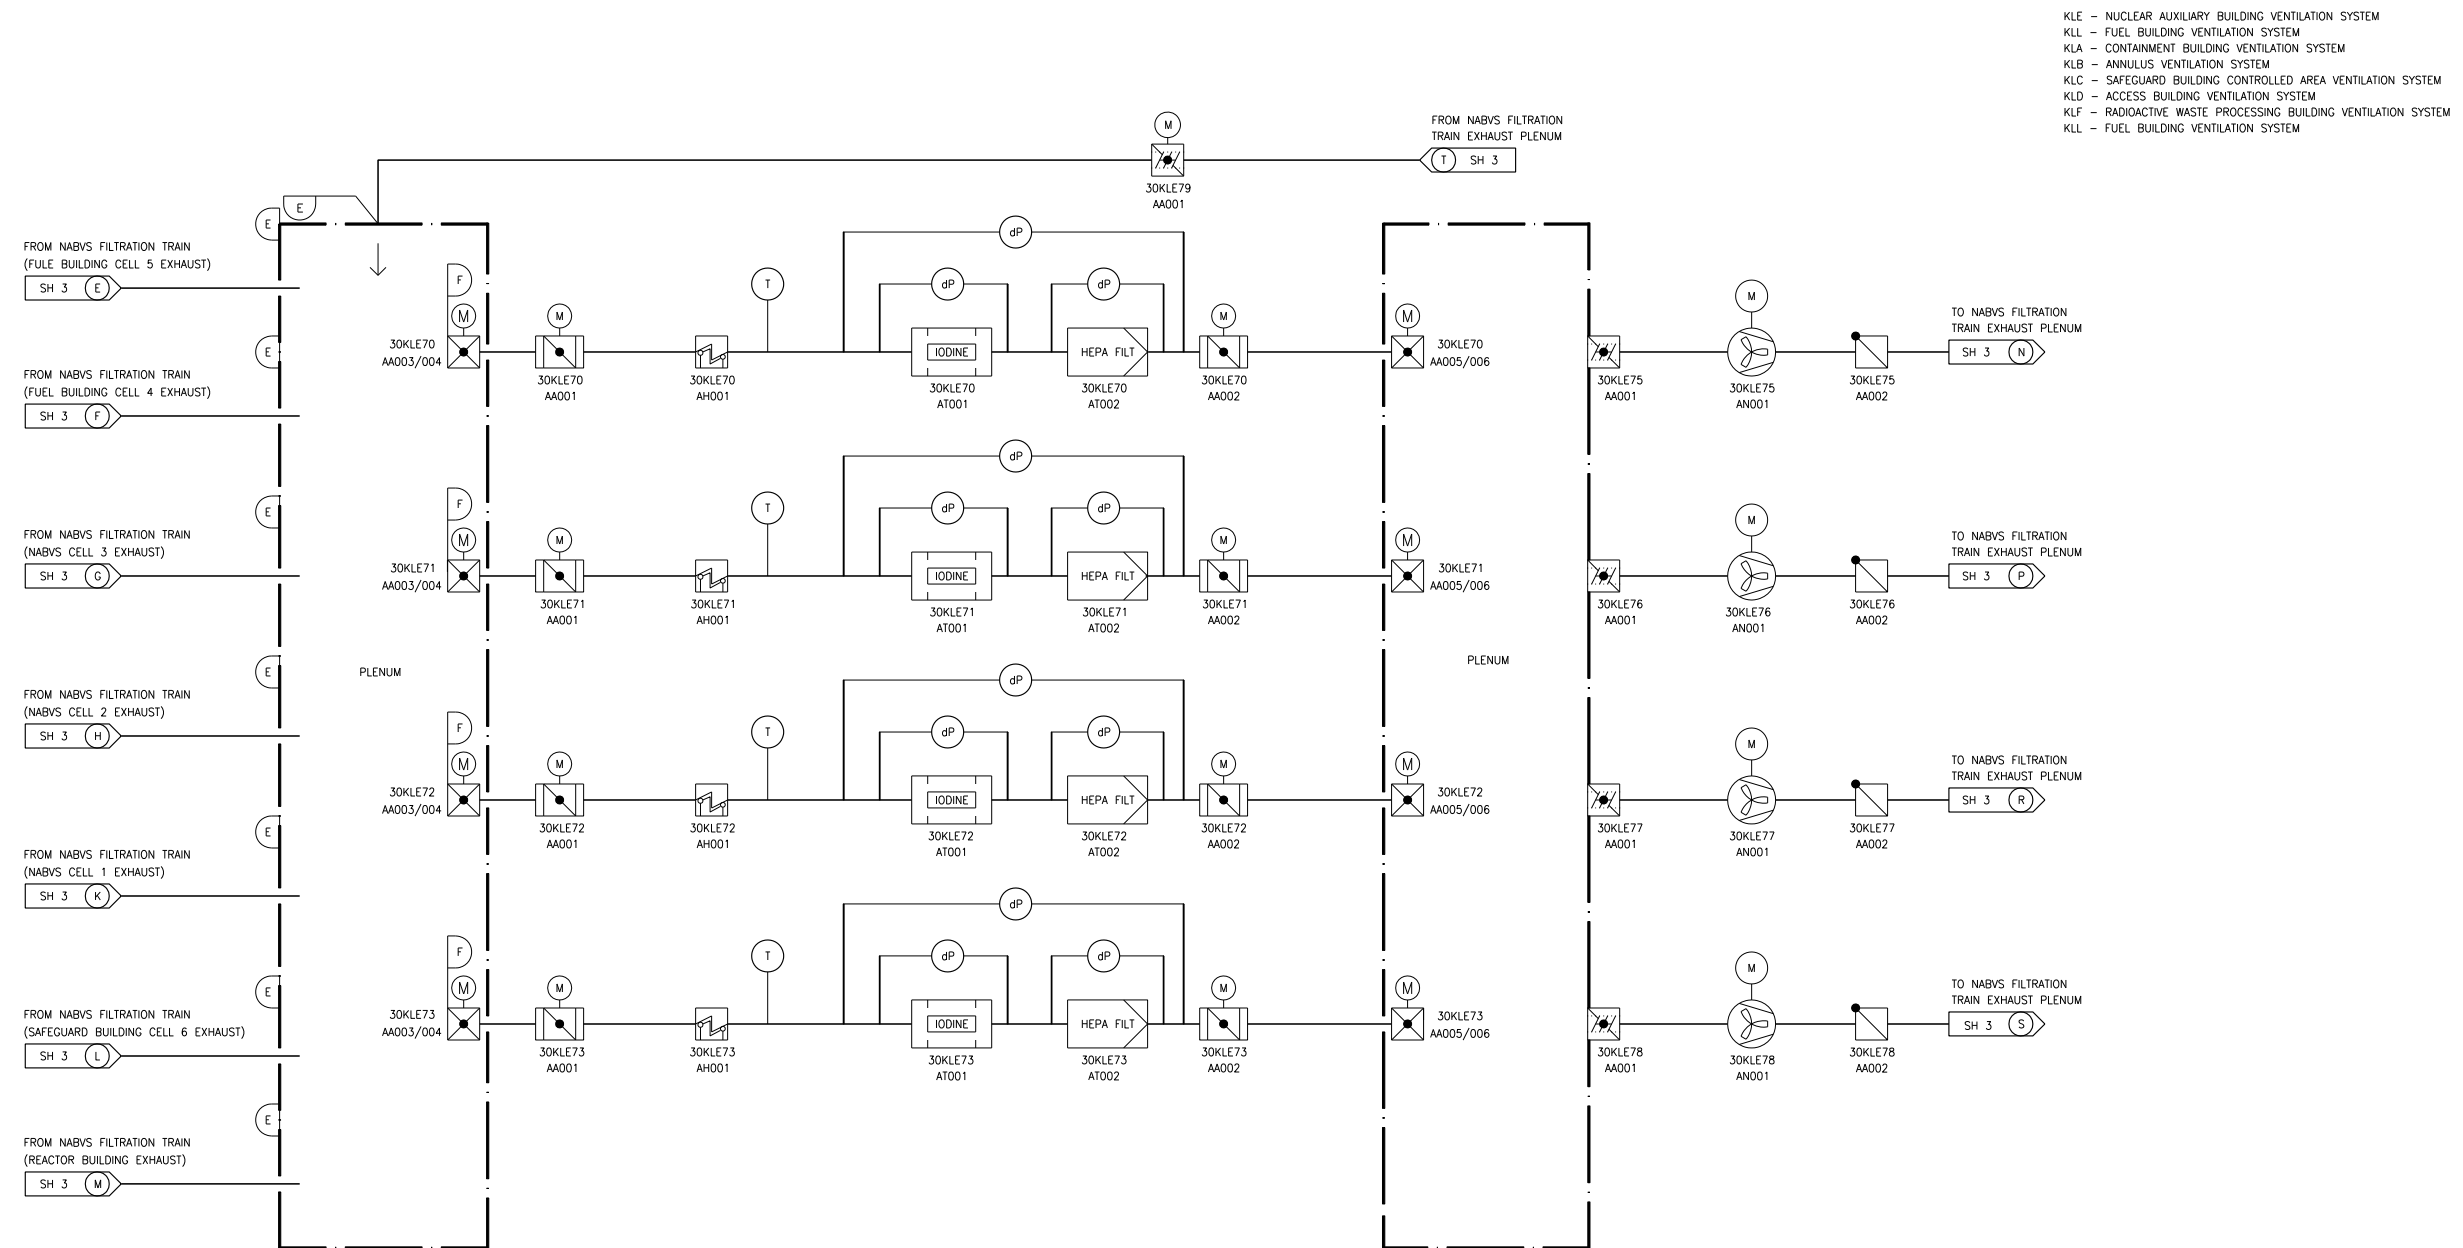 KLE – NUCLEAR AUXILIARY BUILDING VENTILATION SYSTEM
KLL – FUEL BUILDING VENTILATION SYSTEM
KLA – CONTAINMENT BUILDING VENTILATION SYSTEM
KLB – ANNULUS VENTILATION SYSTEM
KLC – SAFEGUARD BUILDING CONTROLLED AREA VENTILATION SYSTEM
KLD – ACCESS BUILDING VENTILATION SYSTEM
KLF – RADIOACTIVE WASTE PROCESSING BUILDING VENTILATION SYSTEM
KLL – FUEL BUILDING VENTILATION SYSTEM
M
FROM NABVS FILTRATION
TRAIN EXHAUST PLENUM
T SH 3
30KLE79
AA001
E
E
FROM NABVS FILTRATION TRAIN
(FULE BUILDING CELL 5 EXHAUST)
SH 3 E
E
FROM NABVS FILTRATION TRAIN
(FUEL BUILDING CELL 4 EXHAUST)
SH 3 F
E
FROM NABVS FILTRATION TRAIN
(NABVS CELL 3 EXHAUST)
SH 3 G
E
FROM NABVS FILTRATION TRAIN
(NABVS CELL 2 EXHAUST)
SH 3 H
E
FROM NABVS FILTRATION TRAIN
(NABVS CELL 1 EXHAUST)
SH 3 K
E
FROM NABVS FILTRATION TRAIN
(SAFEGUARD BUILDING CELL 6 EXHAUST)
SH 3 L
E
FROM NABVS FILTRATION TRAIN
(REACTOR BUILDING EXHAUST)
SH 3 M
PLENUM
PLENUM
dP
F T dP dP
M M M M M
30KLE70
AA003/004
30KLE70
AA001
30KLE70
AH001
IODINE
30KLE70
AT001
HEPA FILT
30KLE70
AT002
30KLE70
AA002
30KLE70
AA005/006
30KLE75
AA001
30KLE75
AN001
30KLE75
AA002
TO NABVS FILTRATION
TRAIN EXHAUST PLENUM
SH 3 N
dP
F T dP dP
M M M M M
30KLE71
AA003/004
30KLE71
AA001
30KLE71
AH001
IODINE
30KLE71
AT001
HEPA FILT
30KLE71
AT002
30KLE71
AA002
30KLE71
AA005/006
30KLE76
AA001
30KLE76
AN001
30KLE76
AA002
TO NABVS FILTRATION
TRAIN EXHAUST PLENUM
SH 3 P
dP
F T dP dP
M M M M M
30KLE72
AA003/004
30KLE72
AA001
30KLE72
AH001
IODINE
30KLE72
AT001
HEPA FILT
30KLE72
AT002
30KLE72
AA002
30KLE72
AA005/006
30KLE77
AA001
30KLE77
AN001
30KLE77
AA002
TO NABVS FILTRATION
TRAIN EXHAUST PLENUM
SH 3 R
dP
F T dP dP
M M M M M
30KLE73
AA003/004
30KLE73
AA001
30KLE73
AH001
IODINE
30KLE73
AT001
HEPA FILT
30KLE73
AT002
30KLE73
AA002
30KLE73
AA005/006
30KLE78
AA001
30KLE78
AN001
30KLE78
AA002
TO NABVS FILTRATION
TRAIN EXHAUST PLENUM
SH 3 S